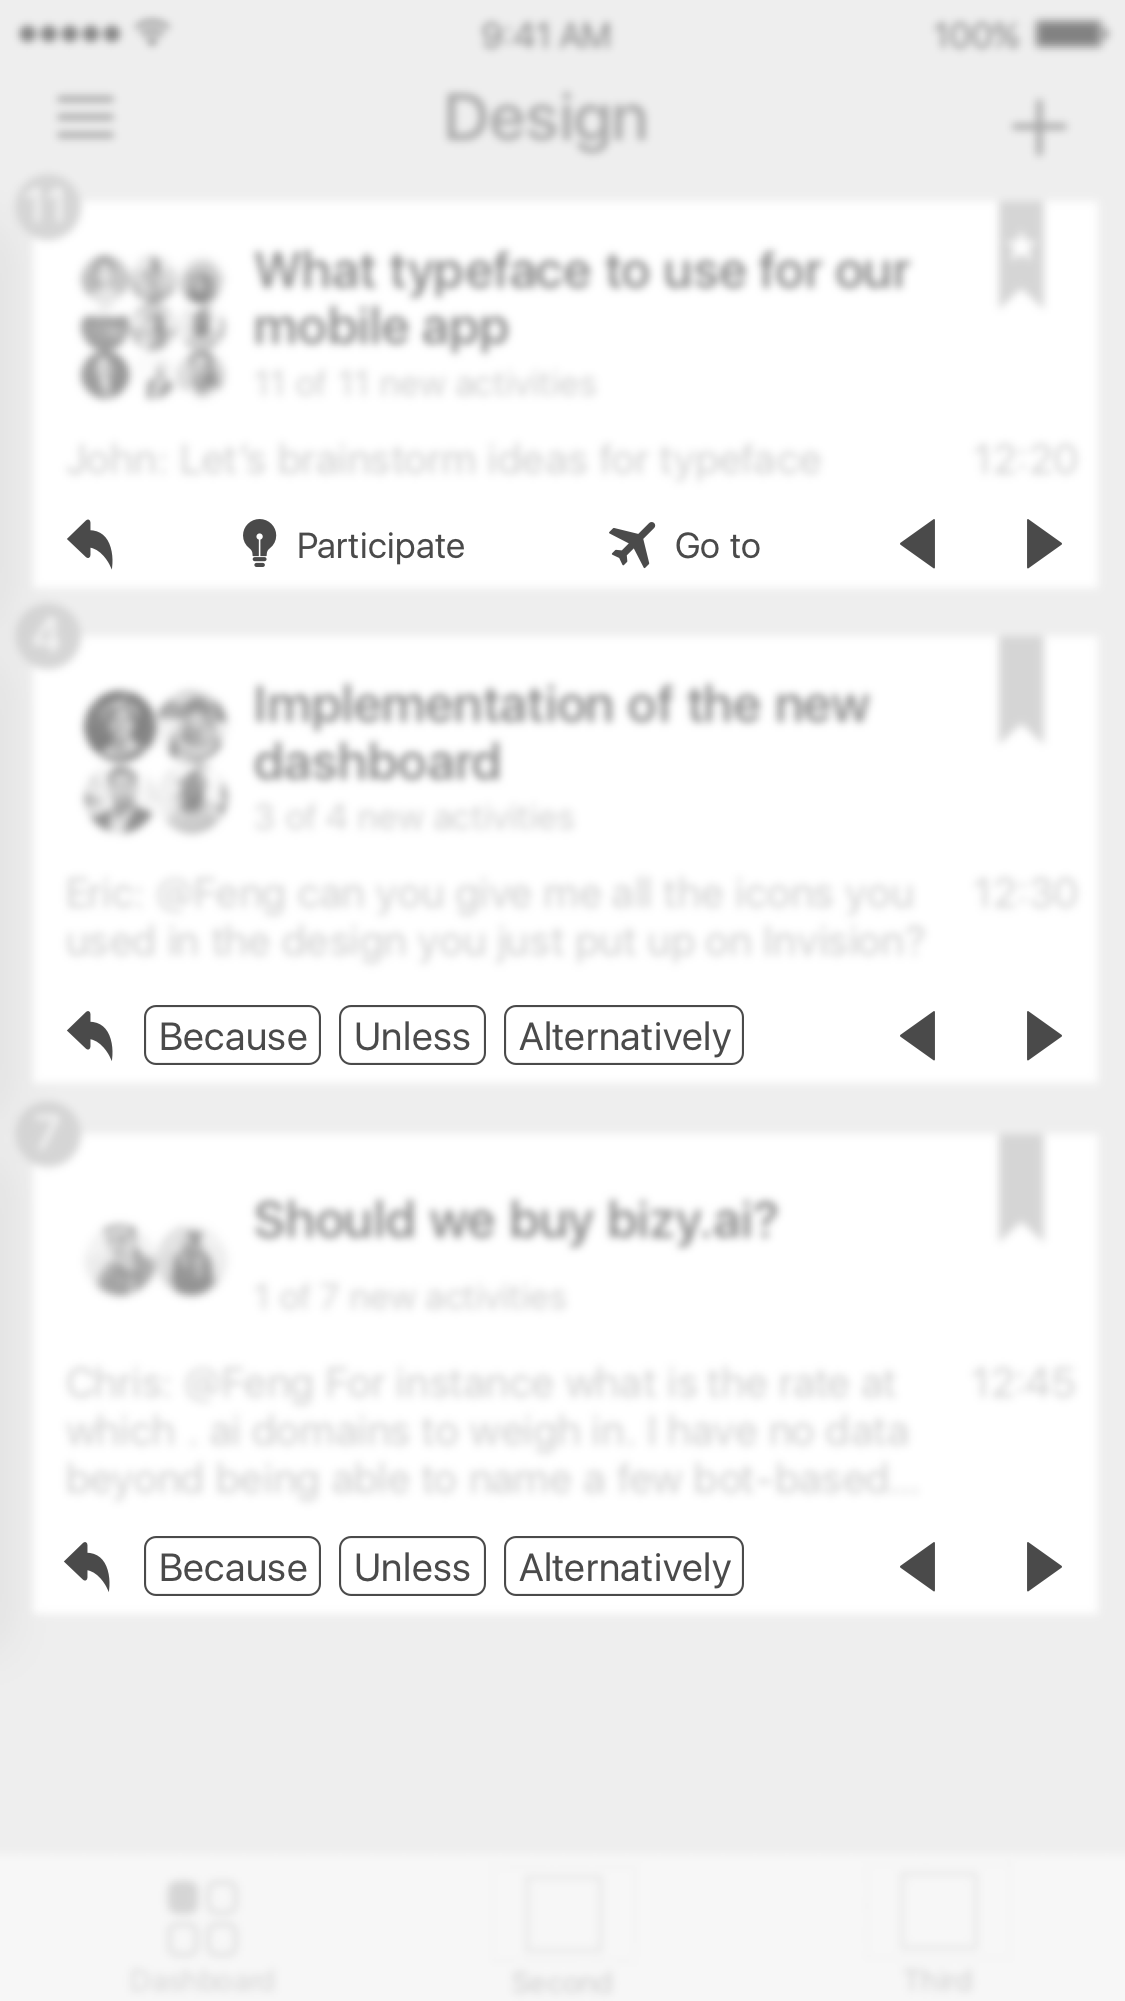 9:41 AM
100%
Design
11
What typeface to use for our
mobile app
11 of 11 new activities
John: Let's brainstorm ideas for typeface
12:20
Participate
Go to
4
Implementation of the new
dashboard
3 of 4 new activities
Eric: @Feng can you give me all the icons you
12:30
used in the design you just put up on Invision?
Because
Unless
Alternatively
7
Should we buy bizy.ai?
1 of 7 new activities
Chris: @Feng For instance what is the rate at
12:45
which . ai domains to weigh in. I have no data
beyond being able to name a few bot-based...
Because
Unless
Alternatively
Dashboard
Second
Third